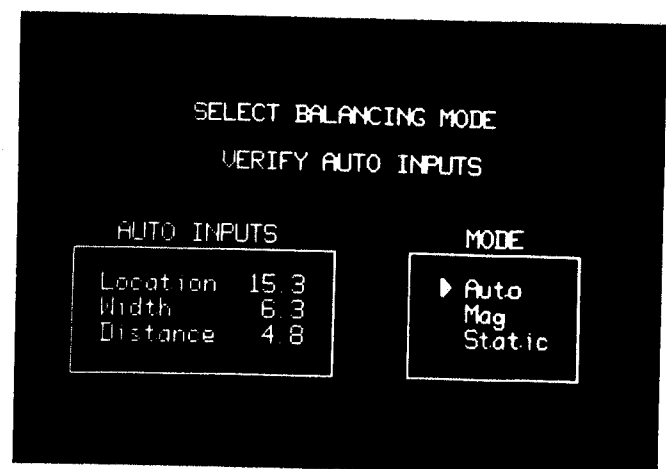 SELECT BALANCING MODE
VERIFY AUTO INPUTS
AUTO INPUTS
Location 15.3
Width 6.3
Distance 4.8
MODE
Auto
Mag
Static